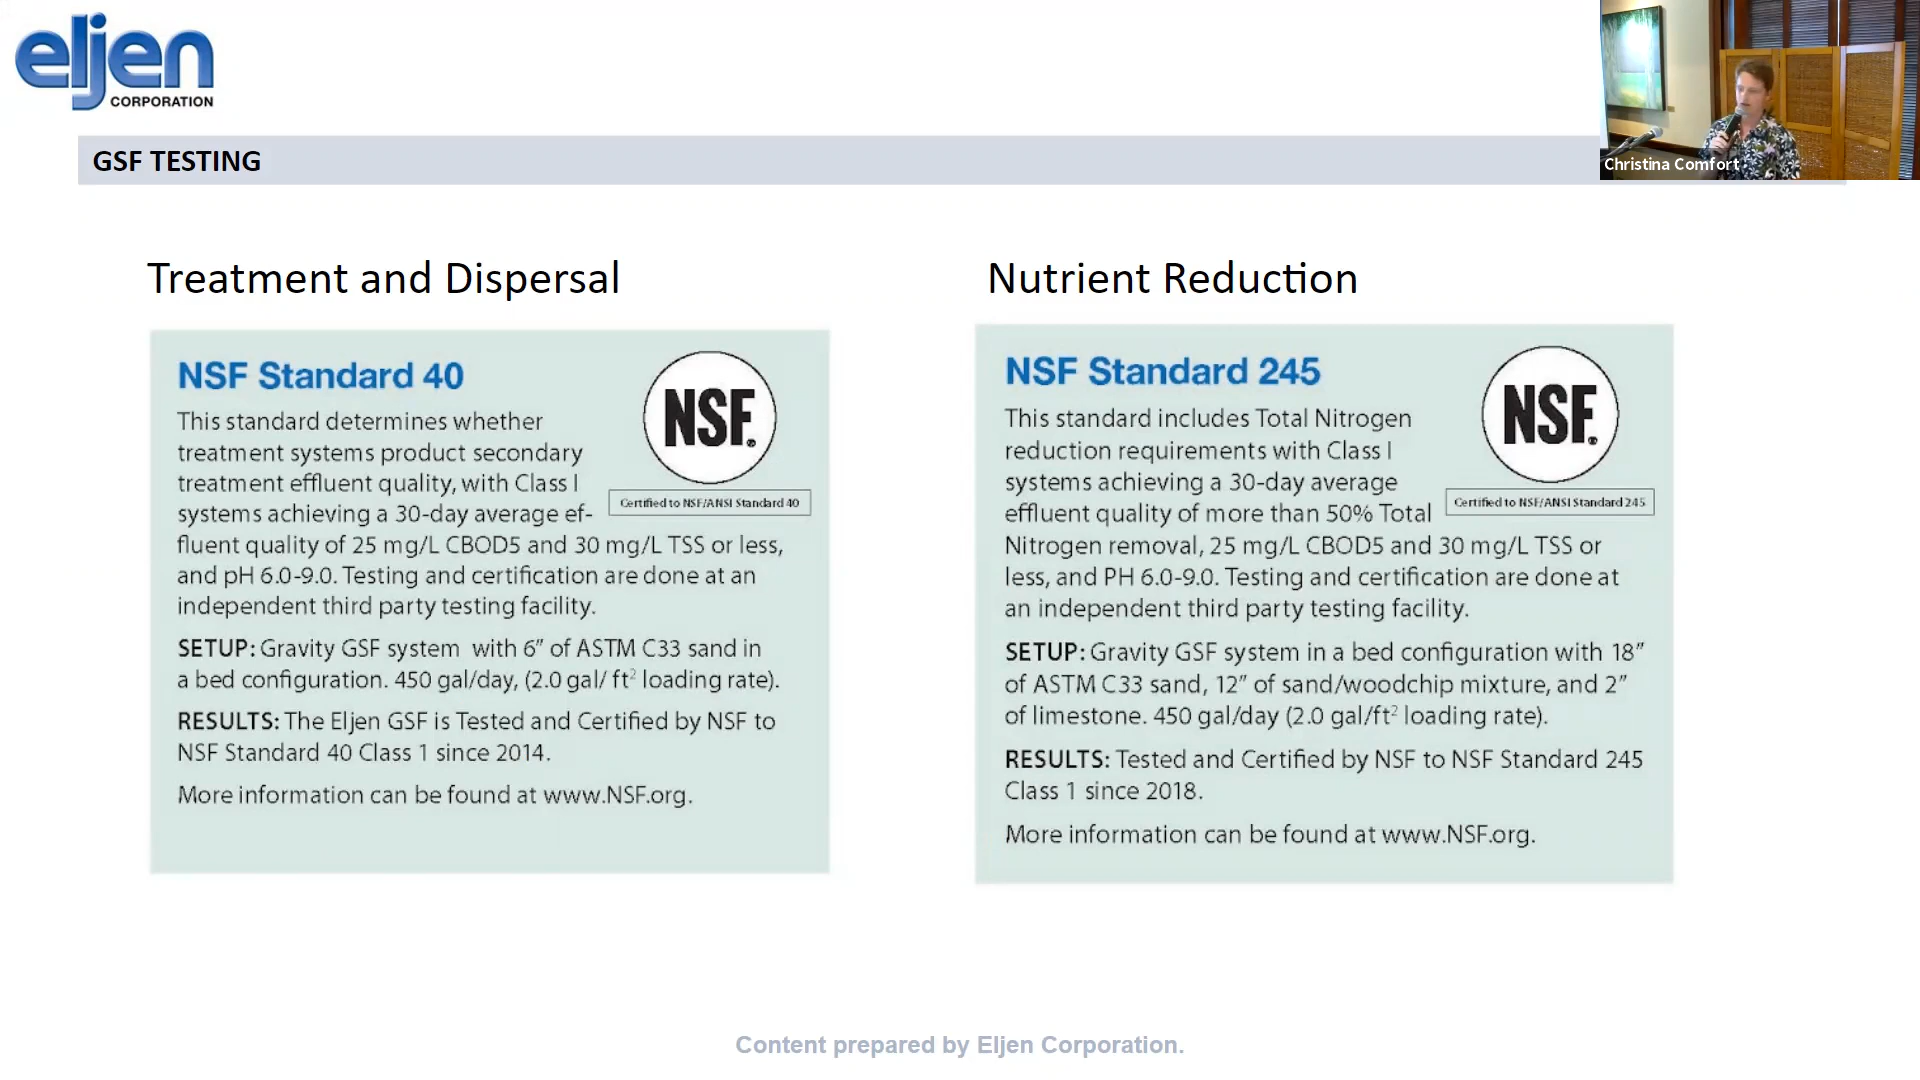 eljen
CORPORATION
Christina Comfort
GSF TESTING
Treatment and Dispersal
NSF Standard 40
NSF®
This standard determines whether
treatment systems product secondary
treatment effluent quality, with Class I
Certified to NSF/ANSI Standard 40
systems achieving a 30-day average ef-
fluent quality of 25 mg/L CBOD5 and 30 mg/L TSS or less,
and pH 6.0-9.0. Testing and certification are done at an
independent third party testing facility.
SETUP: Gravity GSF system with 6” of ASTM C33 sand in
a bed configuration. 450 gal/day, (2.0 gal/ ft² loading rate).
RESULTS: The Eljen GSF is Tested and Certified by NSF to
NSF Standard 40 Class 1 since 2014.
More information can be found at www.NSF.org.
Nutrient Reduction
NSF Standard 245
NSF®
This standard includes Total Nitrogen
reduction requirements with Class I
systems achieving a 30-day average
Certified to NSF/ANSI Standard 245
effluent quality of more than 50% Total
Nitrogen removal, 25 mg/L CBOD5 and 30 mg/L TSS or
less, and PH 6.0-9.0. Testing and certification are done at
an independent third party testing facility.
SETUP: Gravity GSF system in a bed configuration with 18”
of ASTM C33 sand, 12” of sand/woodchip mixture, and 2”
of limestone. 450 gal/day (2.0 gal/ft² loading rate).
RESULTS: Tested and Certified by NSF to NSF Standard 245
Class 1 since 2018.
More information can be found at www.NSF.org.
Content prepared by Eljen Corporation.